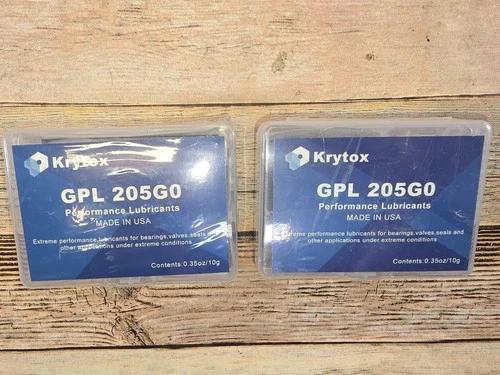 Krytox
GPL 205G0
Performance Lubricants
MADE IN USA
Extreme performance lubricants for bearings,valves,seals and
other applications under extreme conditions
Contents:0.35oz/10g
Krytox
GPL 205G0
Performance Lubricants
MADE IN USA
Extreme performance lubricants for bearings,valves,seals and
other applications under extreme conditions
Contents:0.35oz/10g